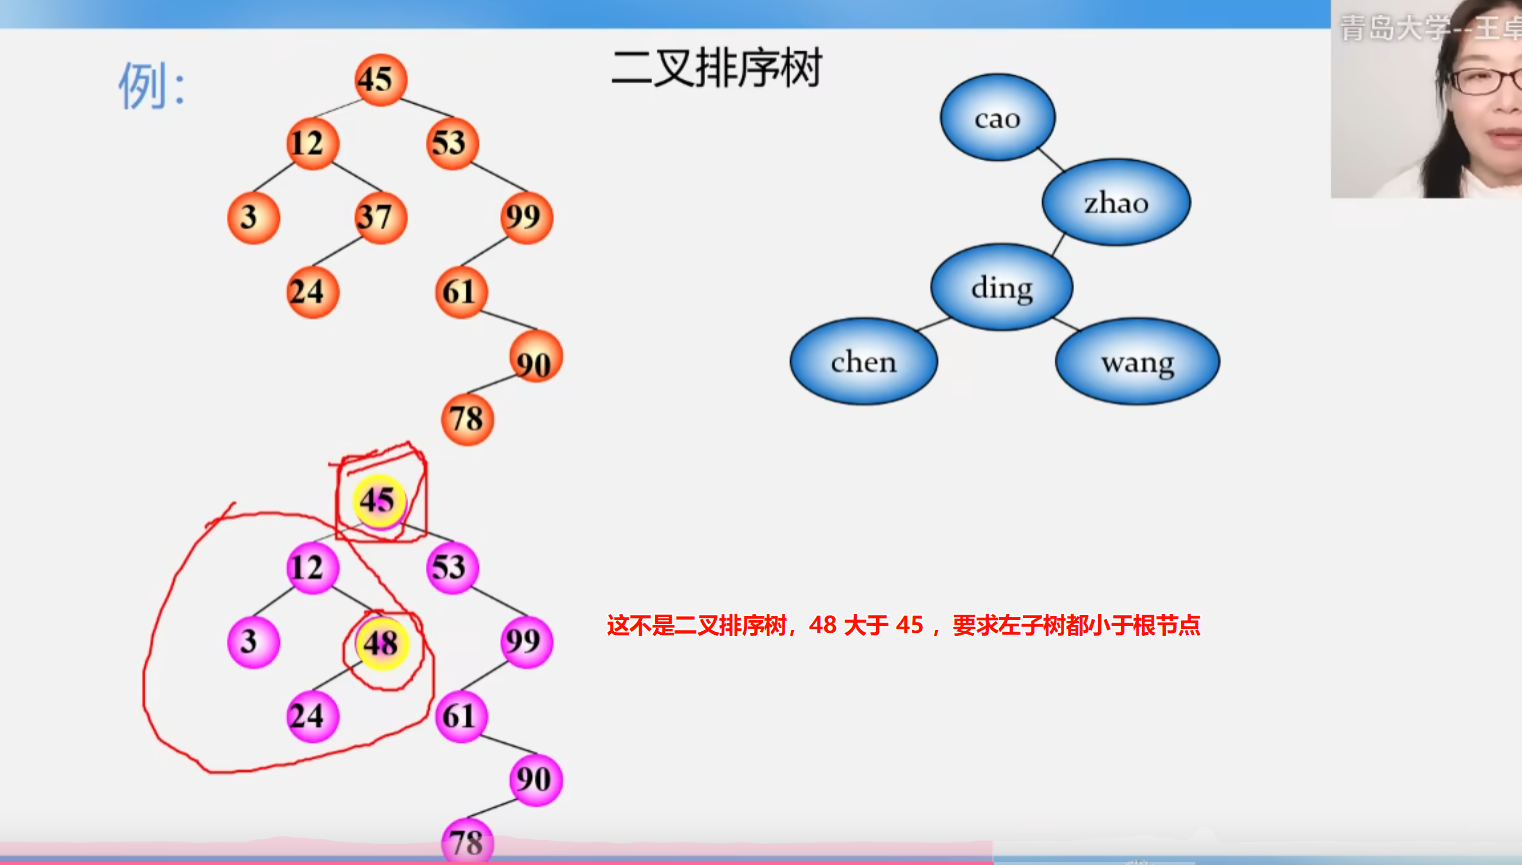 青岛大学--王卓
例：
二叉排序树
45
12
53
3
37
99
24
61
90
78
cao
zhao
ding
chen
wang
45
12
53
3
48
99
24
61
90
78
这不是二叉排序树，48 大于 45 ，要求左子树都小于根节点